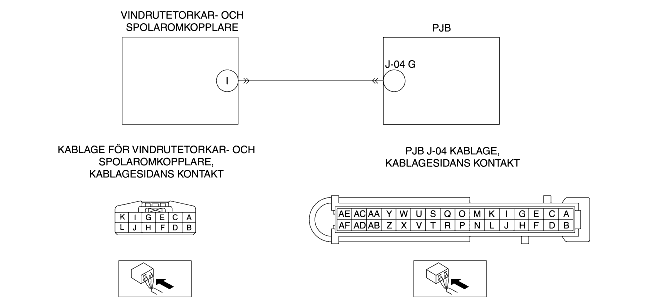 VINDRUTETORKAR- OCH
SPOLAROMKOPPLARE
PJB
J-04 G
I
KABLAGE FÖR VINDRUTETORKAR- OCH
SPOLAROMKOPPLARE,
KABLAGESIDANS KONTAKT
PJB J-04 KABLAGE,
KABLAGESIDANS KONTAKT
K I G E C A
L J H F D B
AE AC AA Y W U S Q O M K I G E C A
AF AD AB Z X V T R P N L J H F D B